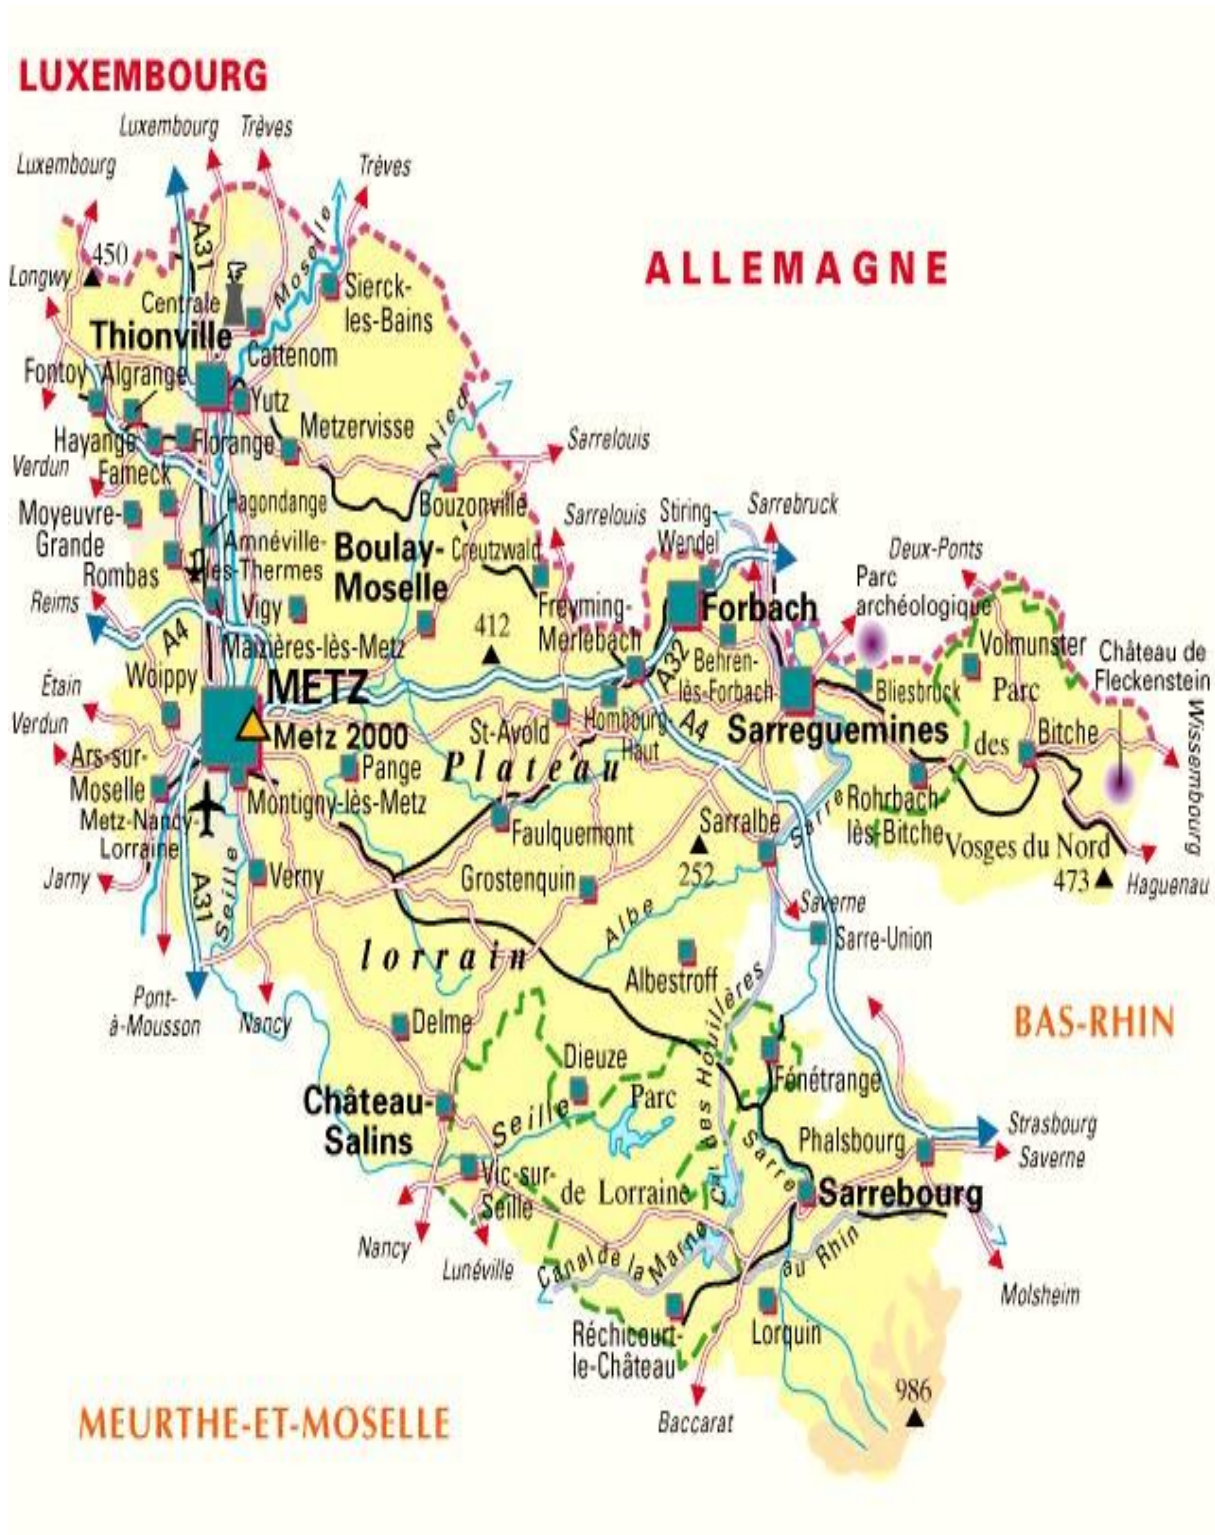 LUXEMBOURG
Luxembourg
Trèves
Luxembourg
Trèves
A31
Moselle
450
ALLEMAGNE
Longwy
Centrale
Sierck-
les-Bains
Thionville
Cattenom
Fontoy
Algrange
Yutz
Nied
Metzervisse
Hayange
Florange
Sarrelouis
Verdun
Fameck
Hagondange
Bouzonville
Moyeuvre-
Grande
Sarrelouis
Stiring-
Wendel
Sarrebruck
Amnéville-
les-Thermes
Boulay-
Moselle
Creutzwald
Deux-Ponts
Rombas
Parc
archéologique
Reims
Vigy
Freyming-
Merlebach
Forbach
A4
412
Maizières-lès-Metz
A32
Behren-
lès-Forbach
Volmunster
Château de
Fleckenstein
Woippy
METZ
Étain
Bliesbruck
Parc
Verdun
Metz 2000
St-Avold
Hombourg-
Haut
A4
Sarreguemines
des
Bitche
Wissembourg
Ars-sur-
Moselle
Pange
Plateau
Montigny-lès-Metz
Rohrbach
lès-Bitche
Metz-Nancy-
Lorraine
Faulquemont
Sarralbe
Sarre
Vosges du Nord
Jarny
A31
Seille
Verny
Grostenquin
252
473
Haguenau
Albe
Saverne
lorrain
Sarre-Union
Albestroff
Pont-
à-Mousson
Nancy
Delme
BAS-RHIN
Cal des Houillères
Dieuze
Fénétrange
Château-
Salins
Parc
Seille
Strasbourg
Phalsbourg
Saverne
Sarre
Vic-sur-
Seille
de Lorraine
Sarrebourg
Nancy
Lunéville
Canal de la Marne
au Rhin
Molsheim
Réchicourt-
le-Château
Lorquin
986
MEURTHE-ET-MOSELLE
Baccarat